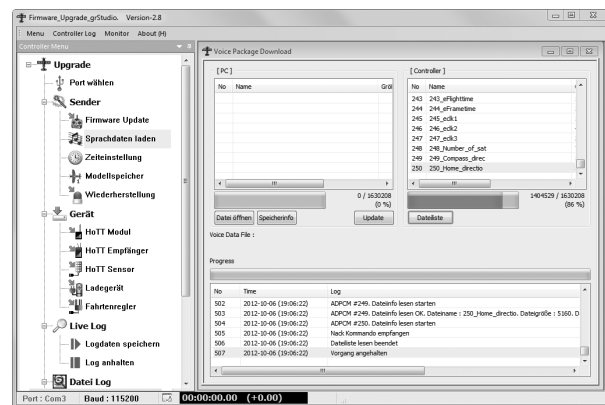 Firmware_Upgrade_grStudio. Version-2.8
Menu Controller Log Monitor About (H)
Controller Menu
Upgrade
Port wählen
Sender
Firmware Update
Sprachdaten laden
Zeiteinstellung
Modellspeicher
Wiederherstellung
Gerät
HoTT Modul
HoTT Empfänger
HoTT Sensor
Ladegerät
Fahrtenregler
Live Log
Logdaten speichern
Log anhalten
Datei Log
Voice Package Download
[ PC ]
No Name Größ
0 / 1630208
(0 %)
Datei öffnen Speicherinfo Update
[ Controller ]
No Name
243 243_eFlighttime
244 244_eFrametime
245 245_eclk1
246 246_eclk2
247 247_eclk3
248 248_Number_of_sat
249 249_Compass_direc
250 250_Home_directio
1404529 / 1630208
(86 %)
Dateiliste
Voice Data File :
Progress
No Time Log
502 2012-10-06 (19:06:22) ADPCM #249. Dateiinfo lesen starten
503 2012-10-06 (19:06:22) ADPCM #249. Dateiinfo lesen OK. Dateiname : 250_Home_directio. Dateigröße : 5160. D
504 2012-10-06 (19:06:22) ADPCM #250. Dateiinfo lesen starten
505 2012-10-06 (19:06:22) Nack Kommando empfangen
506 2012-10-06 (19:06:22) Dateiliste lesen beendet
507 2012-10-06 (19:06:22) Vorgang angehalten
Port : Com3 Baud : 115200 00:00:00.00 (+0.00)